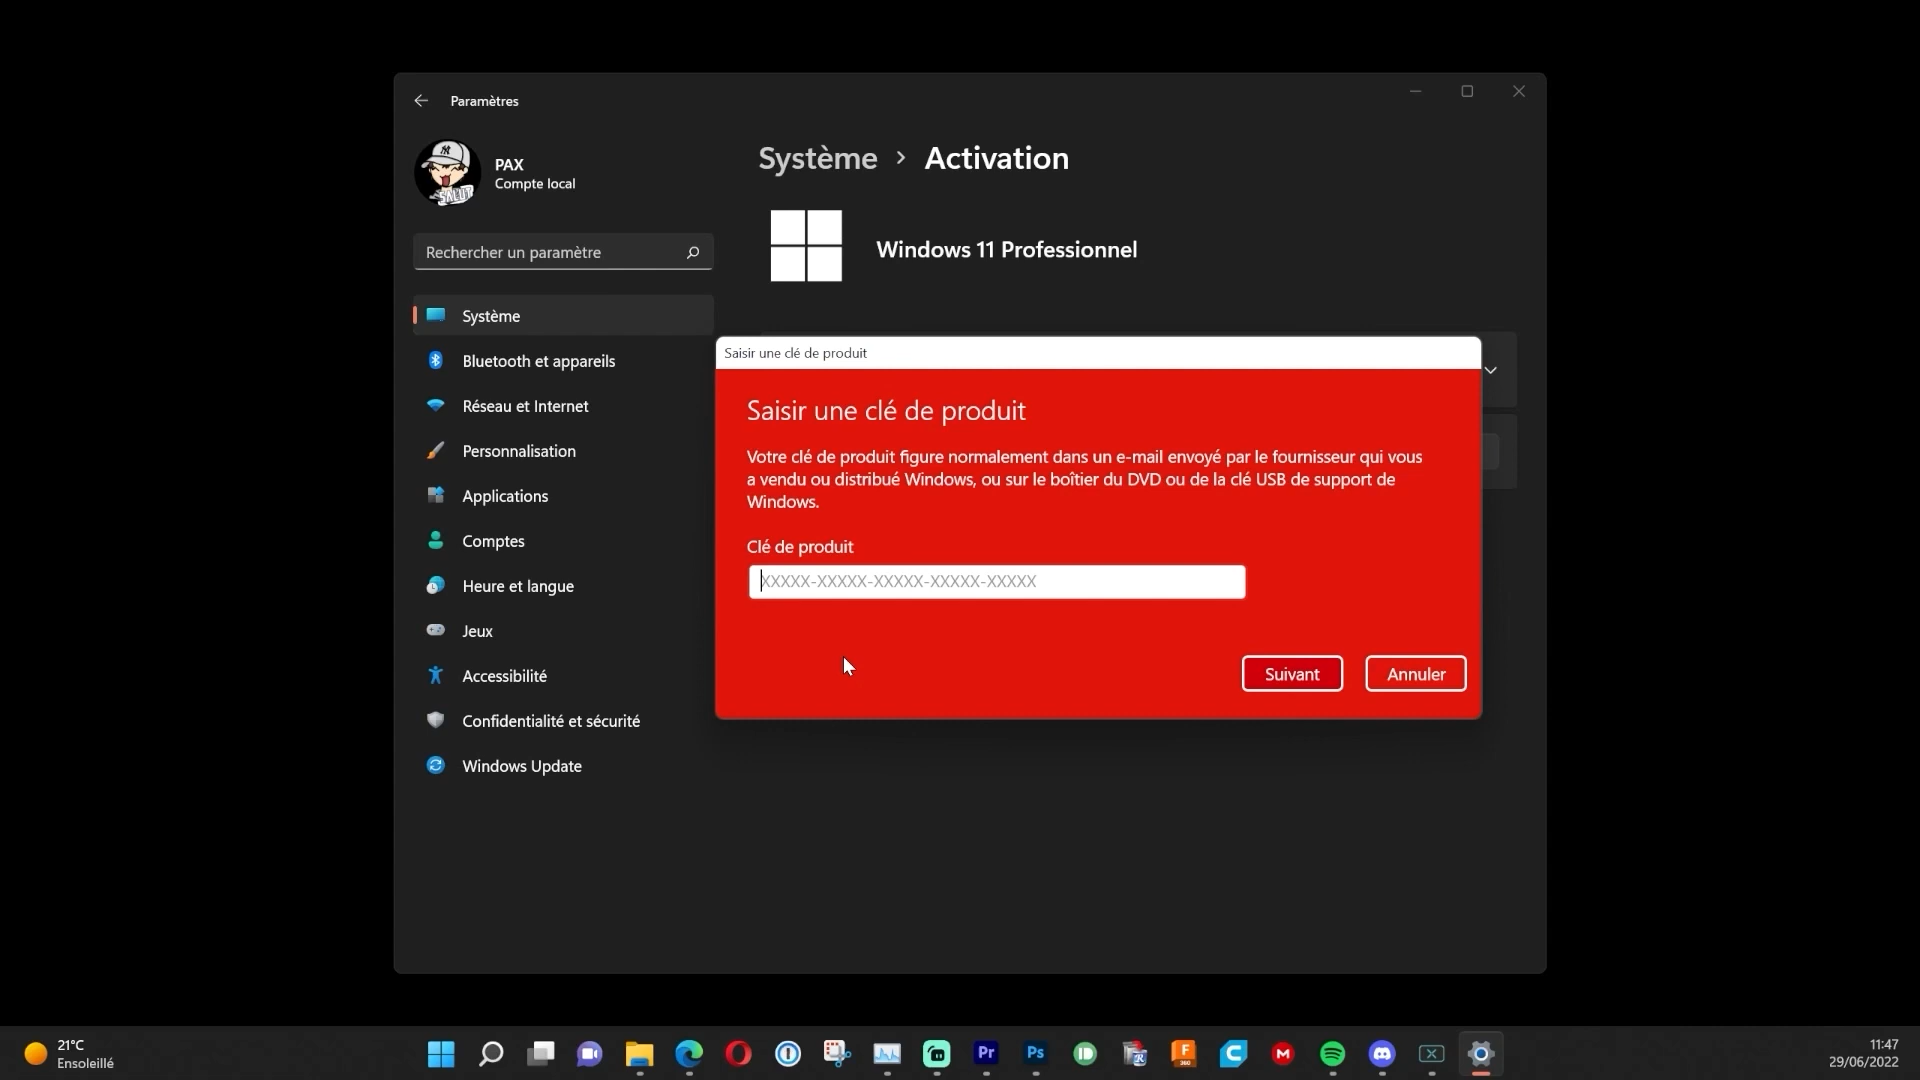 Paramètres
PAX
Compte local
SALUT
Rechercher un paramètre
Système
Bluetooth et appareils
Réseau et Internet
Personnalisation
Applications
Comptes
Heure et langue
Jeux
Accessibilité
Confidentialité et sécurité
Windows Update
Système > Activation
Windows 11 Professionnel
Saisir une clé de produit
Saisir une clé de produit
Votre clé de produit figure normalement dans un e-mail envoyé par le fournisseur qui vous
a vendu ou distribué Windows, ou sur le boîtier du DVD ou de la clé USB de support de
Windows.
Clé de produit
XXXXX-XXXXX-XXXXX-XXXXX-XXXXX
Suivant
Annuler
21°C
Ensoleillé
Pr
Ps
F
360
M
11:47
29/06/2022